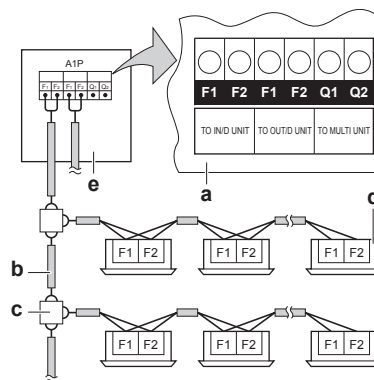 A1P
F1 F2 F1 F2 Q1 Q2
F1 F2 F1 F2 Q1 Q2
TO IN/D UNIT TO OUT/D UNIT TO MULTI UNIT
e
a
d
F1 F2 F1 F2 F1 F2
b
c
F1 F2 F1 F2 F1 F2